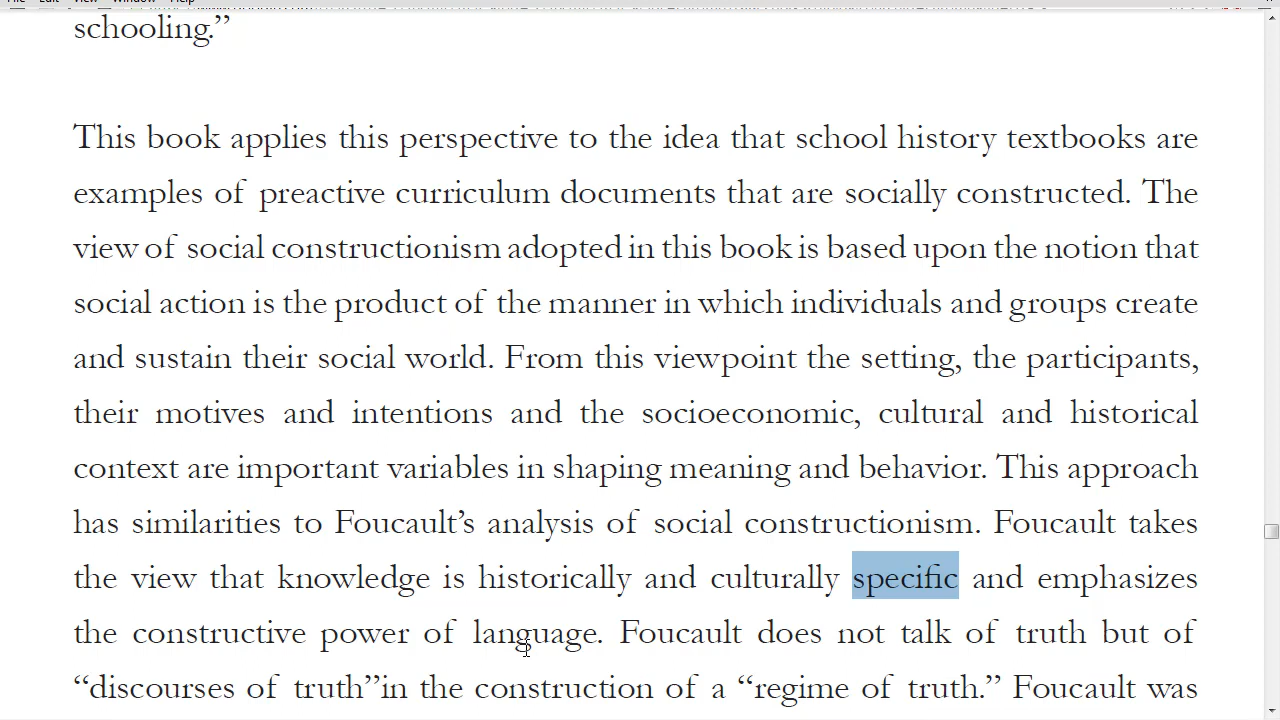 File Edit View Window Help
schooling.”
This book applies this perspective to the idea that school history textbooks are
examples of preactive curriculum documents that are socially constructed. The
view of social constructionism adopted in this book is based upon the notion that
social action is the product of the manner in which individuals and groups create
and sustain their social world. From this viewpoint the setting, the participants,
their motives and intentions and the socioeconomic, cultural and historical
context are important variables in shaping meaning and behavior. This approach
has similarities to Foucault’s analysis of social constructionism. Foucault takes
the view that knowledge is historically and culturally specific and emphasizes
the constructive power of language. Foucault does not talk of truth but of
“discourses of truth”in the construction of a “regime of truth.” Foucault was